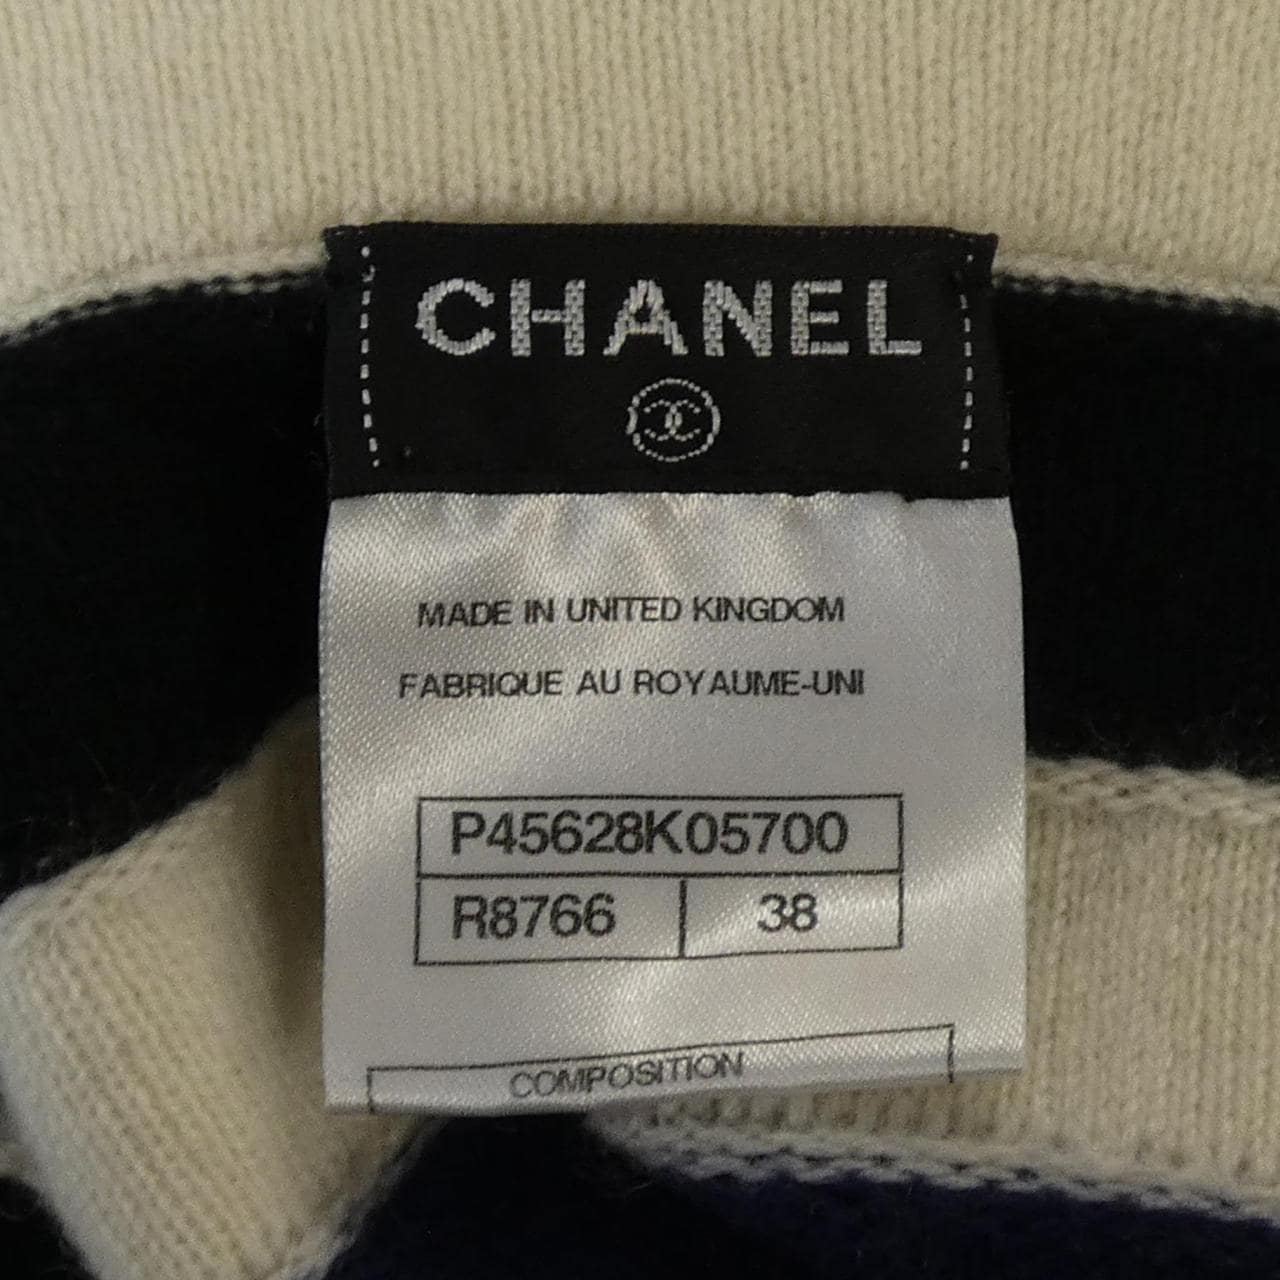 CHANEL
MADE IN UNITED KINGDOM
FABRIQUE AU ROYAUME-UNI
P45628K05700
R8766 38
COMPOSITION